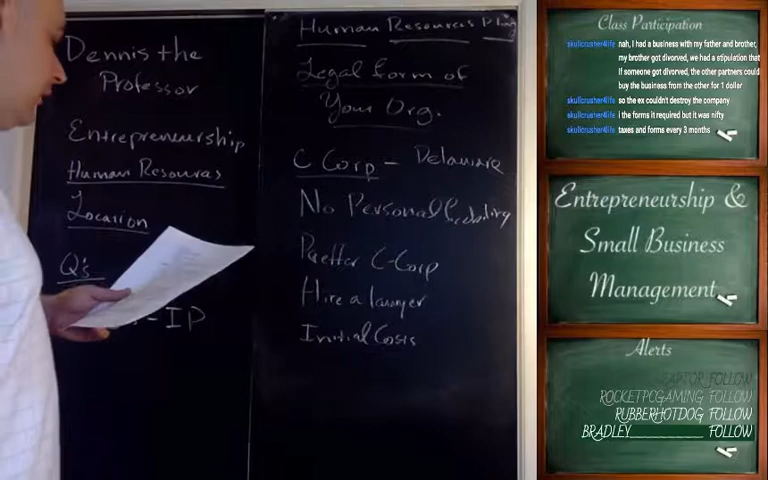 Dennis the
Professor
Entrepreneurship
Human Resources
Location
Q's
- IP
Human Resources Plan
Legal form of
Your Org.
C Corp - Delaware
No Personal Liability
Preffer C-Corp
Hire a lawyer
Initial Costs
Class Participation
skullcrusher4life nah, I had a business with my father and brother,
my brother got divorced, we had a stipulation that
if someone got divorced, the other partners could
buy the business from the other for 1 dollar
skullcrusher4life so the ex couldn't destroy the company
skullcrusher4life i the forms it required but it was nifty
skullcrusher4life taxes and forms every 3 months
Entrepreneurship &
Small Business
Management
Alerts
FOLLOW
ROCKETPCGAMING FOLLOW
RUBBERHOTDOG FOLLOW
BRADLEY____________ FOLLOW